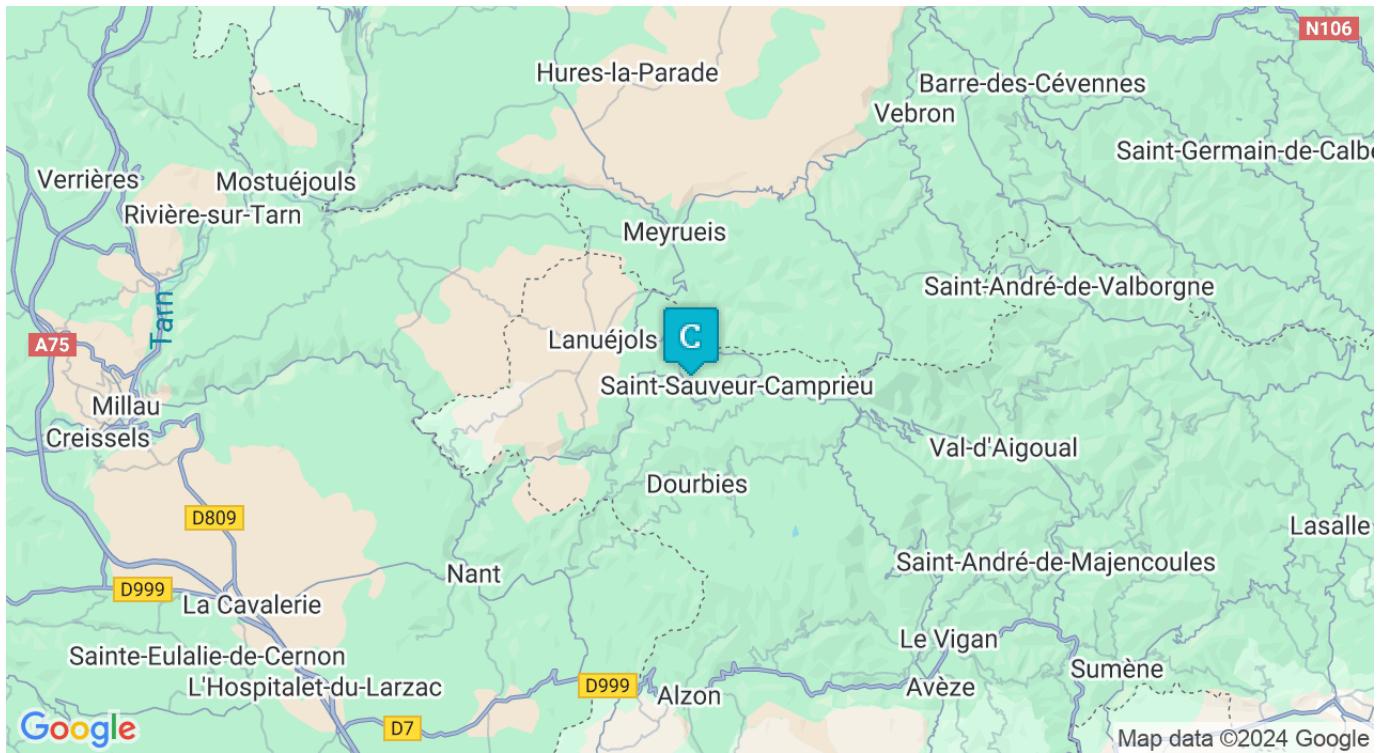 N106
Hures-la-Parade
Barre-des-Cévennes
Vebron
Saint-Germain-de-Calbe
Verrières
Mostuéjouls
Rivière-sur-Tarn
Meyrueis
Saint-André-de-Valborgne
Tarn
A75
Lanuéjols
C
Saint-Sauveur-Camprieu
Millau
Creissels
Val-d'Aigoual
Dourbies
D809
Lasalle
Saint-André-de-Majencoules
Nant
D999
La Cavalerie
Le Vigan
Sainte-Eulalie-de-Cernon
Sumène
L'Hospitalet-du-Larzac
D999
Alzon
Avèze
Google
D7
Map data ©2024 Google